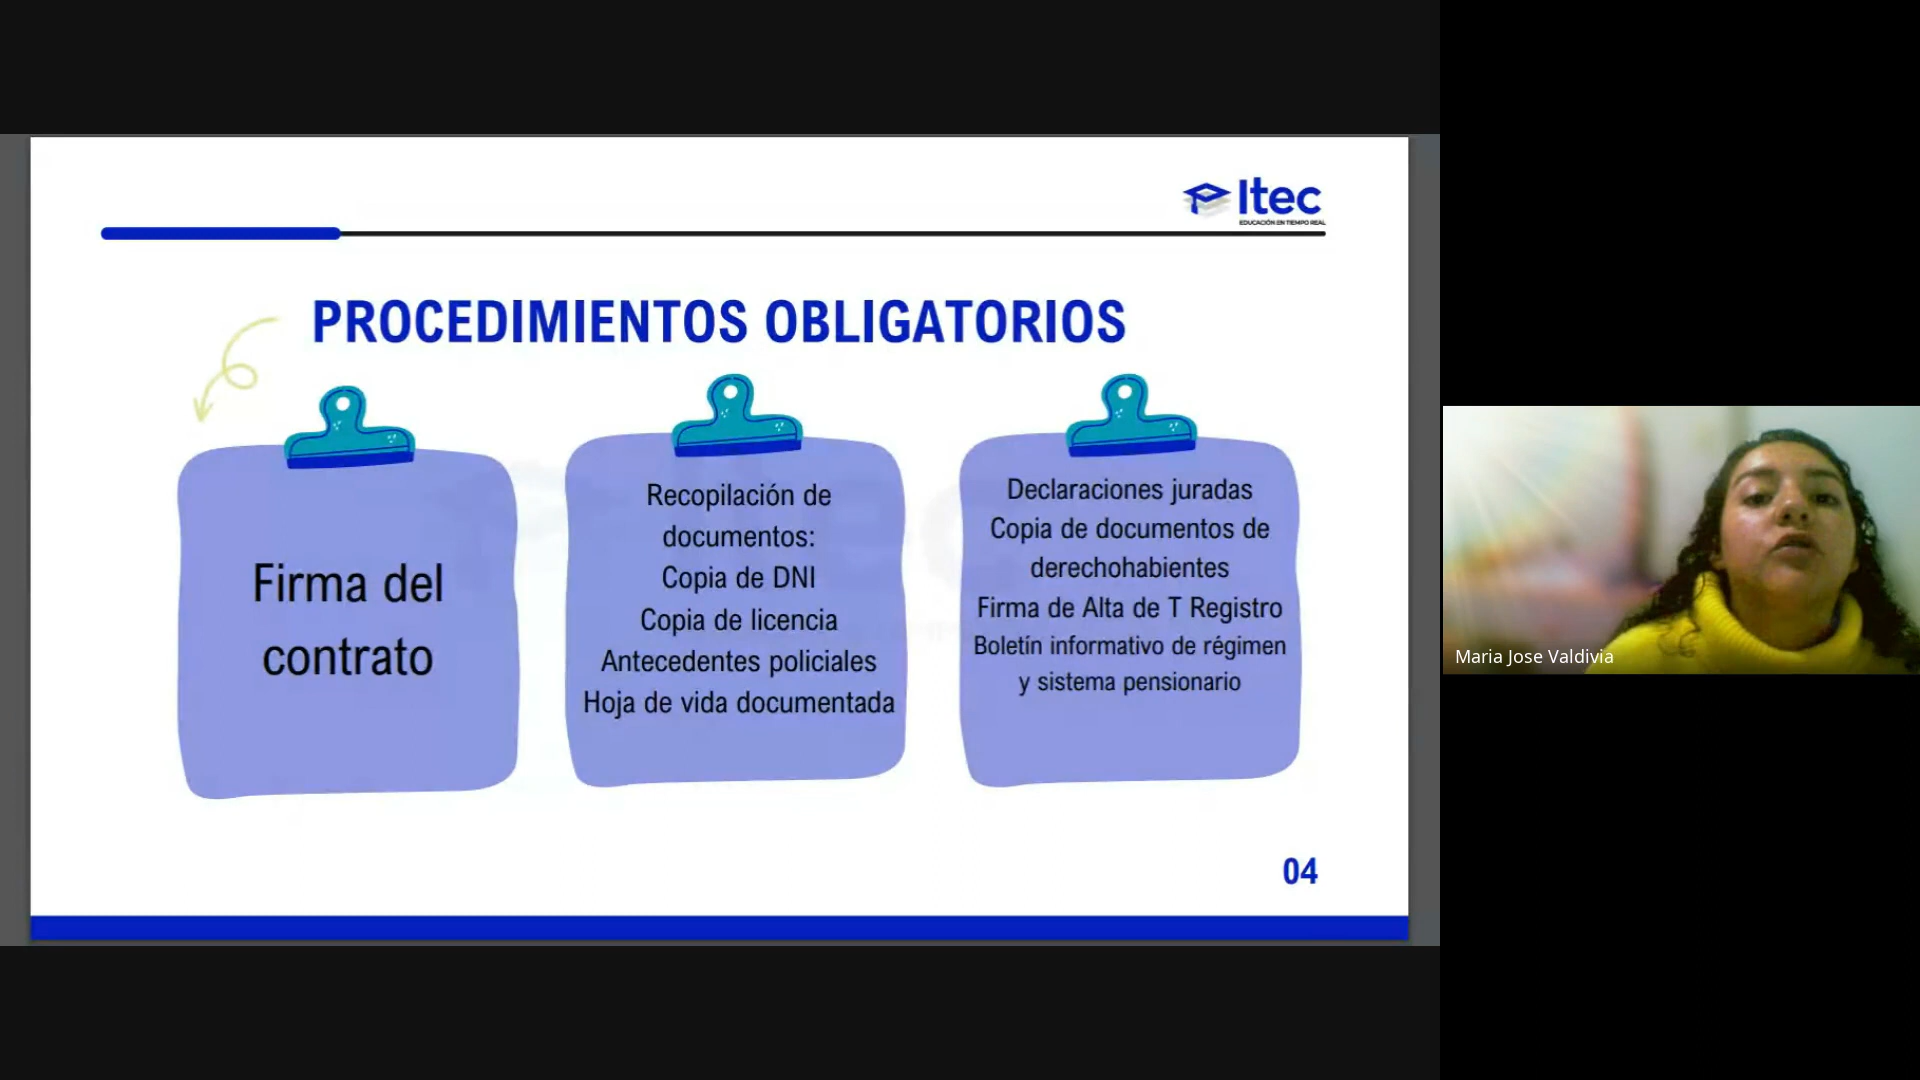 Itec
EDUCACIÓN EN TIEMPO REAL
PROCEDIMIENTOS OBLIGATORIOS
Firma del
contrato
Recopilación de
documentos:
Copia de DNI
Copia de licencia
Antecedentes policiales
Hoja de vida documentada
Declaraciones juradas
Copia de documentos de
derechohabientes
Firma de Alta de T Registro
Boletín informativo de régimen
y sistema pensionario
04
Maria Jose Valdivia